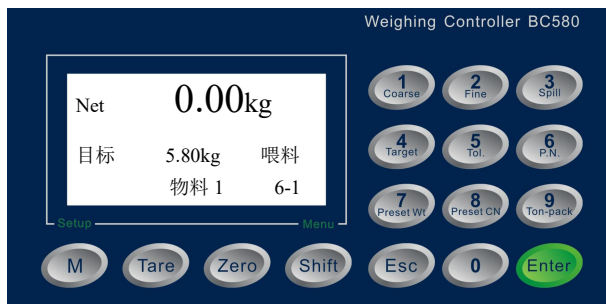 Weighing Controller BC580
Net 0.00kg
目标 5.80kg 喂料
物料 1 6-1
Setup Menu
1 Coarse
2 Fine
3 Spill
4 Target
5 Tol.
6 P.N.
7 Preset Wt
8 Preset CN
9 Ton-pack
M Tare Zero Shift Esc 0 Enter